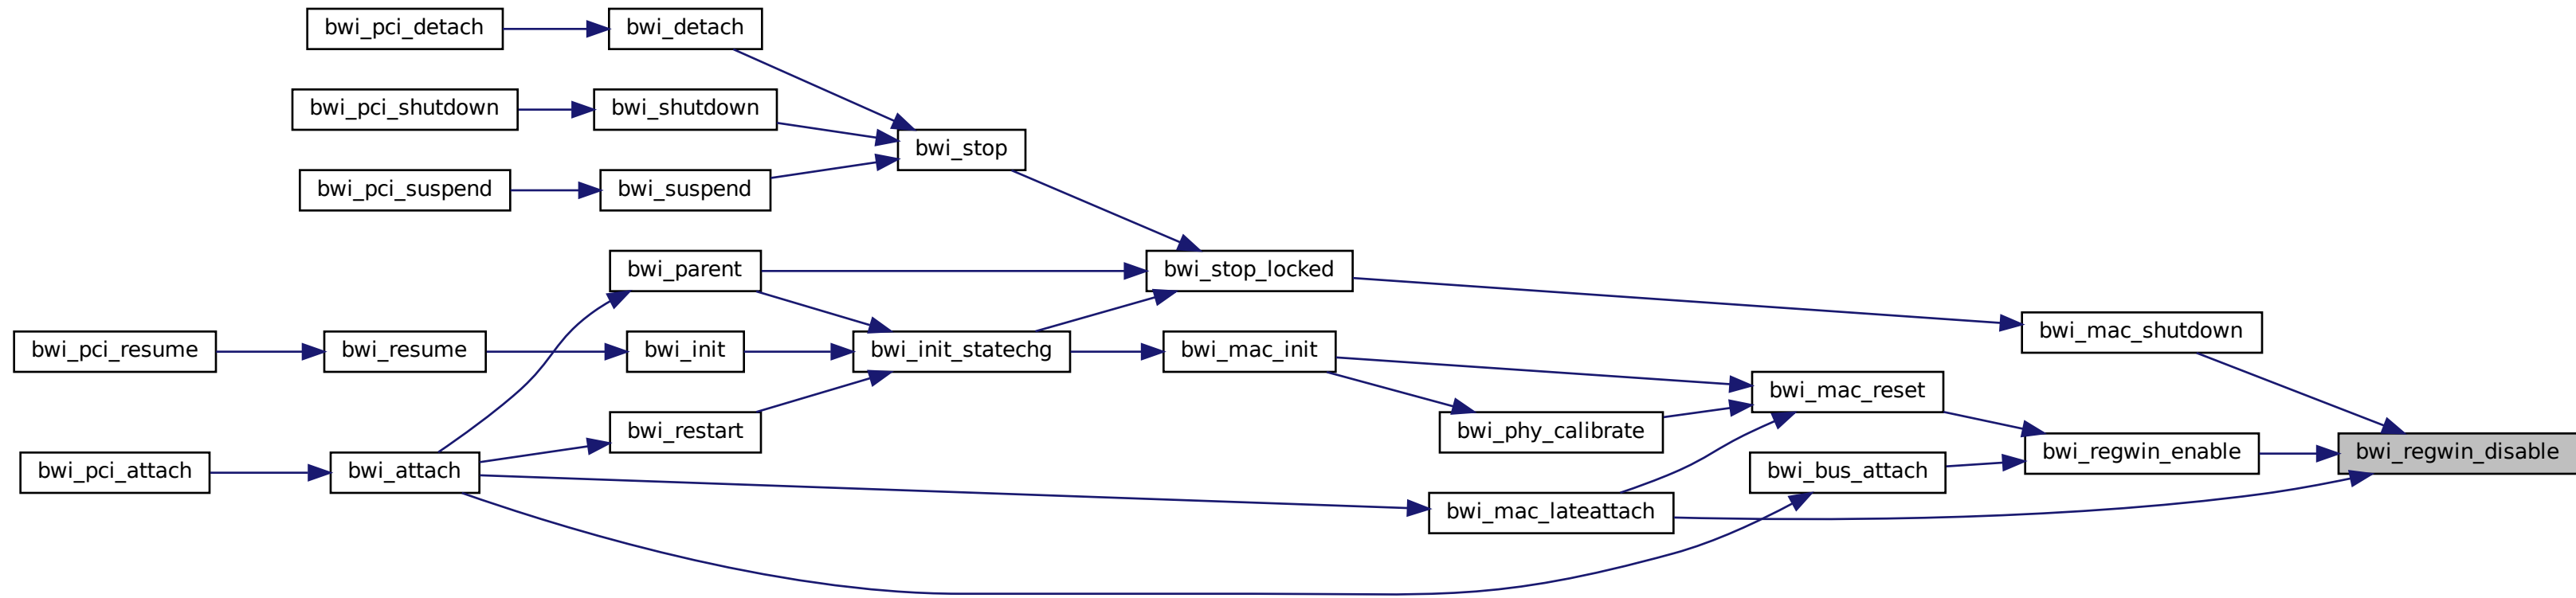 bwi_pci_detach
bwi_detach
bwi_pci_shutdown
bwi_shutdown
bwi_stop
bwi_pci_suspend
bwi_suspend
bwi_parent
bwi_stop_locked
bwi_mac_shutdown
bwi_pci_resume
bwi_resume
bwi_init
bwi_init_statechg
bwi_mac_init
bwi_mac_reset
bwi_restart
bwi_phy_calibrate
bwi_regwin_enable
bwi_regwin_disable
bwi_pci_attach
bwi_attach
bwi_bus_attach
bwi_mac_lateattach